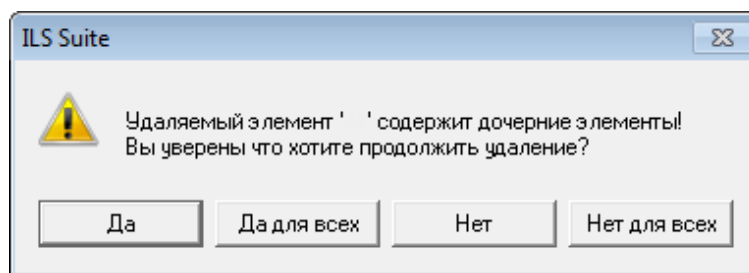 ILS Suite
Удаляемый элемент ' ' содержит дочерние элементы!
Вы уверены что хотите продолжить удаление?
Да
Да для всех
Нет
Нет для всех